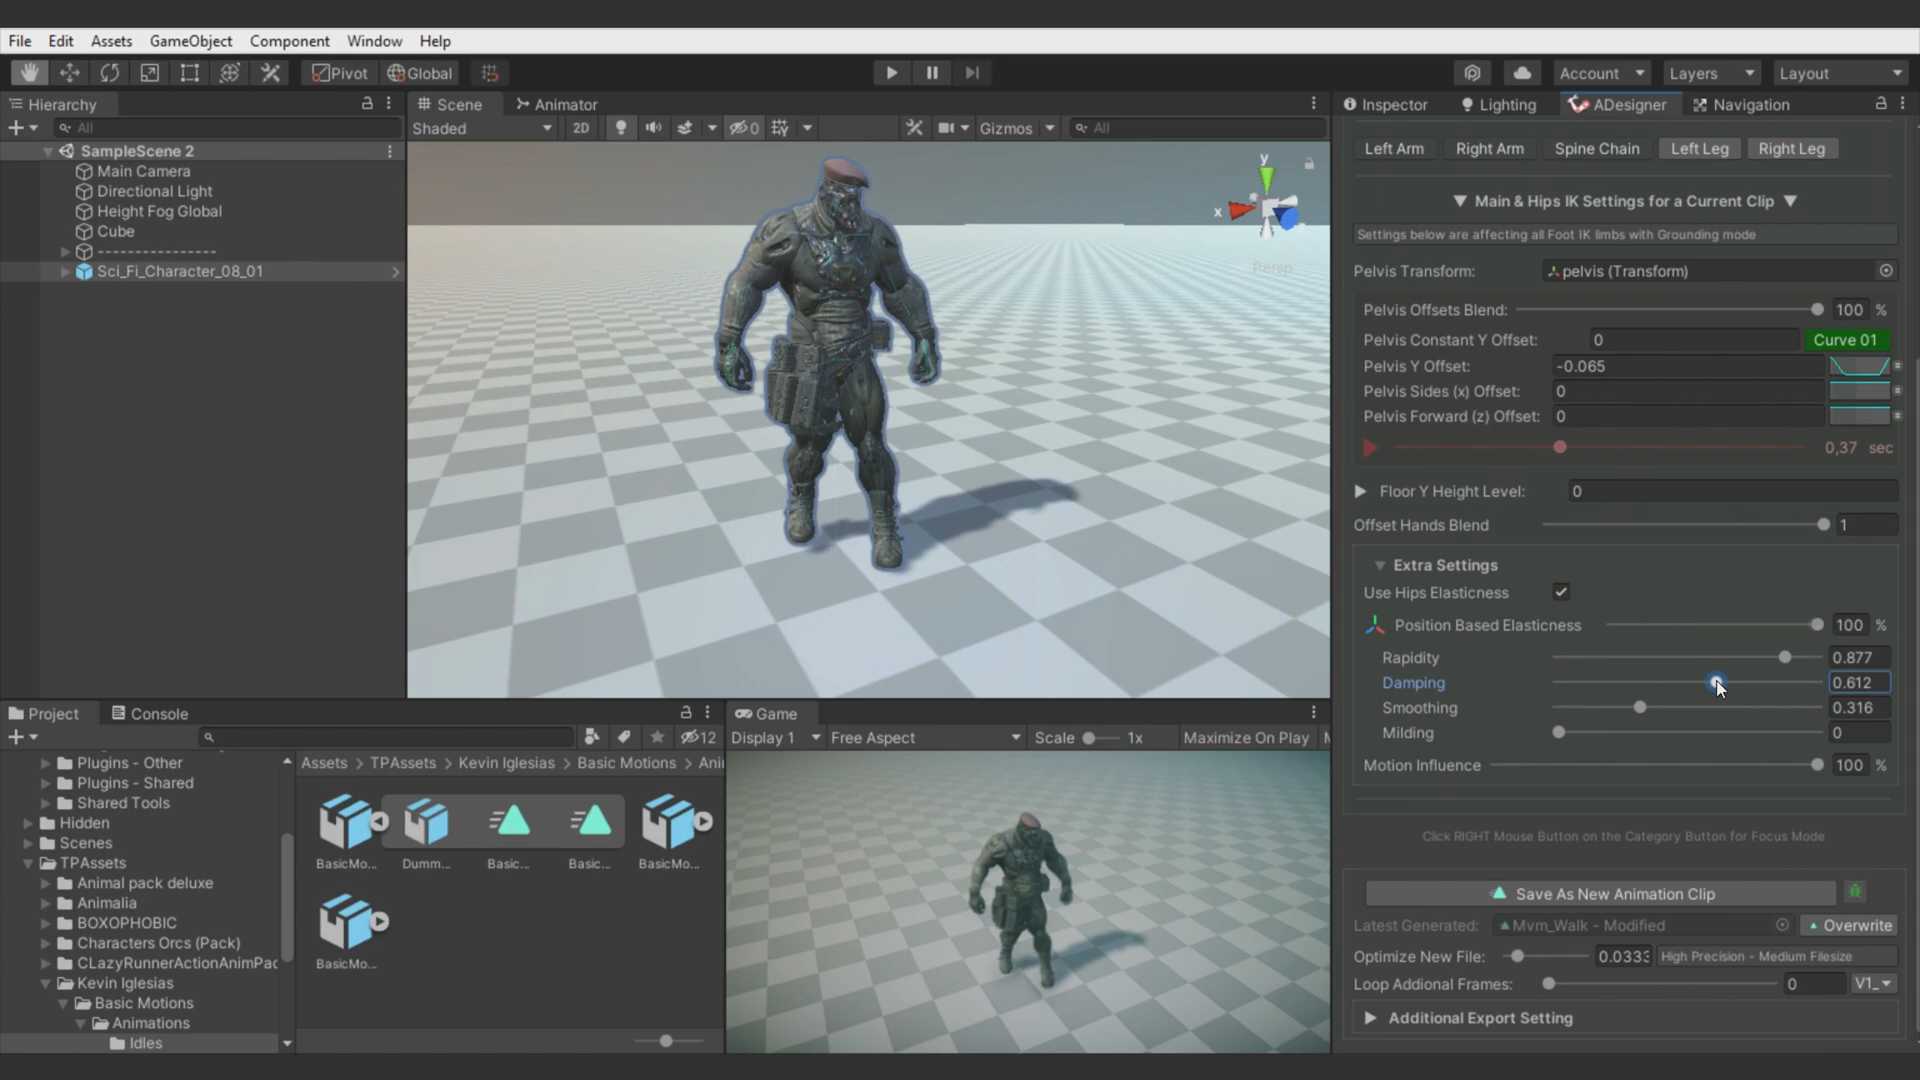 File Edit Assets GameObject Component Window Help
Pivot Global
Account Layers Layout
Hierarchy
All
SampleScene 2
Main Camera
Directional Light
Height Fog Global
Cube
----------------
Sci_Fi_Character_08_01
Scene Animator
Shaded 2D 0 Gizmos All
y
x
Persp
Inspector Lighting ADesigner Navigation
Left Arm Right Arm Spine Chain Left Leg Right Leg
▼ Main & Hips IK Settings for a Current Clip ▼
Settings below are affecting all Foot IK limbs with Grounding mode
Pelvis Transform: pelvis (Transform)
Pelvis Offsets Blend: 100 %
Pelvis Constant Y Offset: 0 Curve 01
Pelvis Y Offset: -0.065
Pelvis Sides (x) Offset: 0
Pelvis Forward (z) Offset: 0
0,37 sec
Floor Y Height Level: 0
Offset Hands Blend 1
Extra Settings
Use Hips Elasticness
Position Based Elasticness 100 %
Rapidity 0.877
Damping 0.612
Smoothing 0.316
Milding 0
Motion Influence 100 %
Click RIGHT Mouse Button on the Category Button for Focus Mode
Save As New Animation Clip
Latest Generated: Mvm_Walk - Modified Overwrite
Optimize New File: 0.0333 High Precision - Medium Filesize
Loop Addional Frames: 0 V1_
Additional Export Setting
Project Console
12
Plugins - Other
Plugins - Shared
Shared Tools
Hidden
Scenes
TPAssets
Animal pack deluxe
Animalia
BOXOPHOBIC
Characters Orcs (Pack)
CLazyRunnerActionAnimPac
Kevin Iglesias
Basic Motions
Animations
Idles
Assets > TPAssets > Kevin Iglesias > Basic Motions > Ani
BasicMo... Dumm... Basic... Basic... BasicMo...
BasicMo...
Game
Display 1 Free Aspect Scale 1x Maximize On Play M